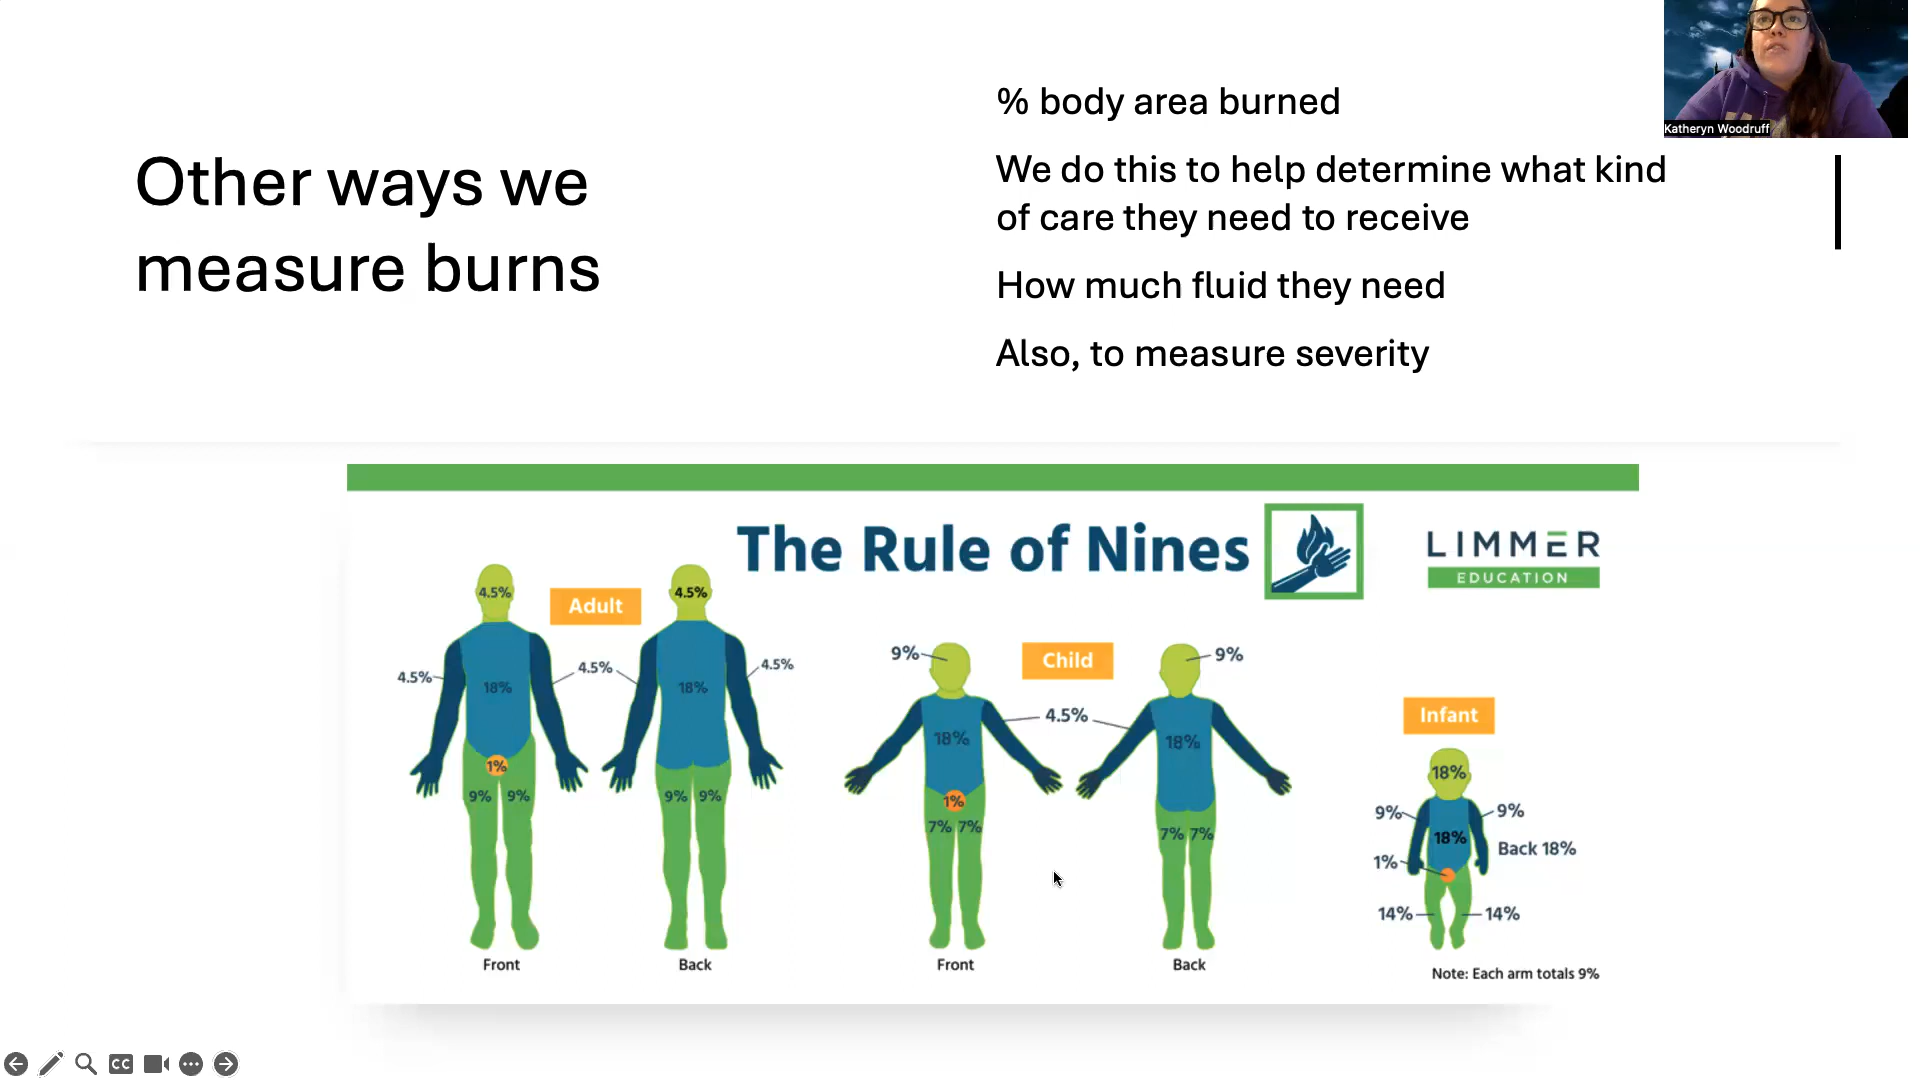 Other ways we
measure burns
% body area burned
We do this to help determine what kind
of care they need to receive
How much fluid they need
Also, to measure severity
Katheryn Woodruff
The Rule of Nines
LIMMER
EDUCATION
Adult
4.5%
4.5%
4.5%
4.5%
4.5%
18%
18%
1%
9% 9%
9% 9%
Front
Back
Child
9%
9%
4.5%
18%
18%
1%
7% 7%
7% 7%
Front
Back
Infant
18%
9%
9%
18%
Back 18%
1%
14%
14%
Note: Each arm totals 9%
CC